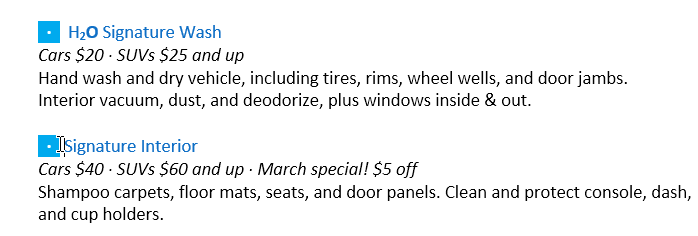 H₂O Signature Wash
Cars $20 · SUVs $25 and up
Hand wash and dry vehicle, including tires, rims, wheel wells, and door jambs.
Interior vacuum, dust, and deodorize, plus windows inside & out.
Signature Interior
Cars $40 · SUVs $60 and up · March special! $5 off
Shampoo carpets, floor mats, seats, and door panels. Clean and protect console, dash,
and cup holders.